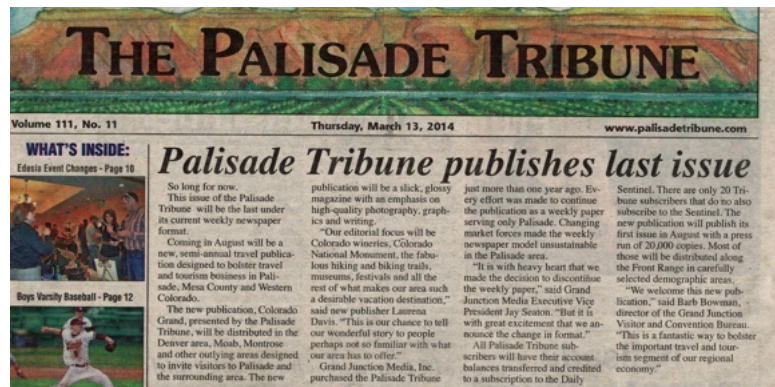 THE PALISADE TRIBUNE
Volume 111, No. 11
Thursday, March 13, 2014
www.palisadetribune.com
WHAT'S INSIDE:
Edesia Event Changes - Page 10
Boys Varsity Baseball - Page 12
Palisade Tribune publishes last issue
So long for now.
This issue of the Palisade
Tribune will be the last under
its current weekly newspaper
format.
Coming in August will be a
new, semi-annual travel publica-
tion designed to bolster travel
and tourism business in Pali-
sade, Mesa County and Western
Colorado.
The new publication, Colorado
Grand, presented by the Palisade
Tribune, will be distributed in the
Denver area, Moab, Montrose
and other outlying areas designed
to invite visitors to Palisade and
the surrounding area. The new
publication will be a slick, glossy
magazine with an emphasis on
high-quality photography, graph-
ics and writing.
"Our editorial focus will be
Colorado wineries, Colorado
National Monument, the fabu-
lous hiking and biking trails,
museums, festivals and all the
rest of what makes our area such
a desirable vacation destination,"
said new publisher Laurena
Davis. "This is our chance to tell
our wonderful story to people
perhaps not so familiar with what
our area has to offer."
Grand Junction Media, Inc.
purchased the Palisade Tribune
just more than one year ago. Ev-
ery effort was made to continue
the publication as a weekly paper
serving only Palisade. Changing
market forces made the weekly
newspaper model unsustainable
in the Palisade area.
"It is with heavy heart that we
made the decision to discontinue
the weekly paper," said Grand
Junction Media Executive Vice
President Jay Seaton. "But it is
with great excitement that we an-
nounce the change in format."
All Palisade Tribune sub-
scribers will have their account
balances transferred and credited
to a subscription to the Daily
Sentinel. There are only 20 Tri-
bune subscribers that do no also
subscribe to the Sentinel. The
new publication will publish its
first issue in August with a press
run of 20,000 copies. Most of
those will be distributed along
the Front Range in carefully
selected demographic areas.
"We welcome this new pub-
lication," said Barb Bowman,
director of the Grand Junction
Visitor and Convention Bureau.
"This is a fantastic way to bolster
the important travel and tour-
ism segment of our regional
economy."